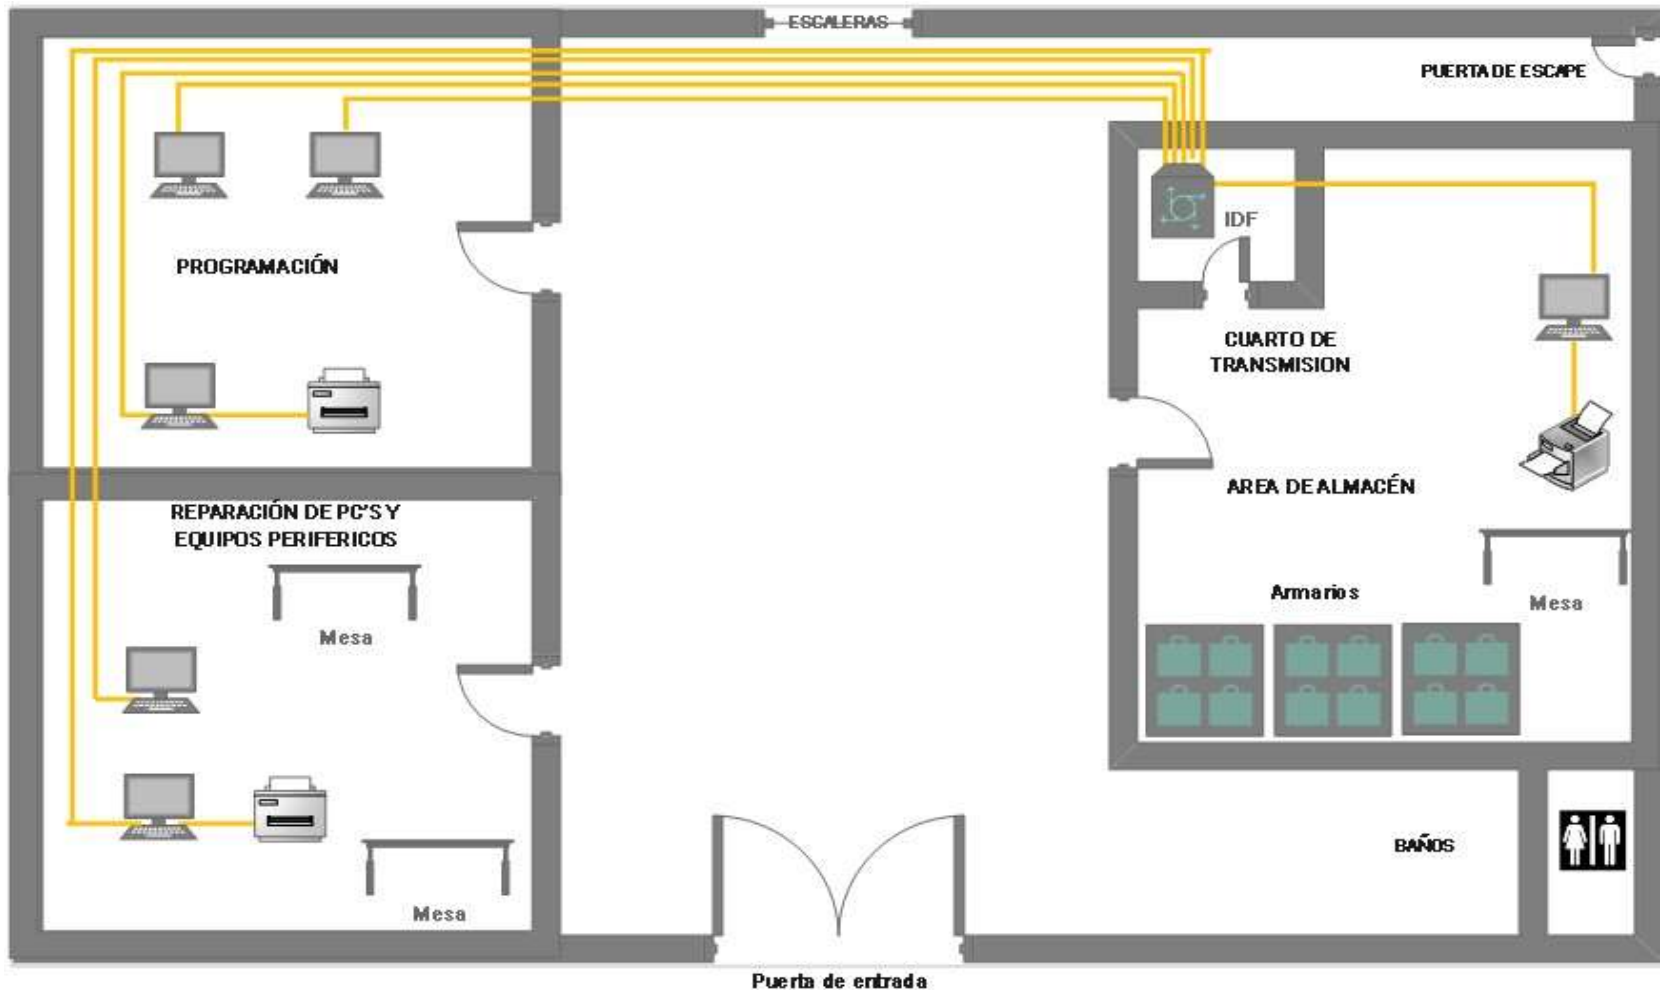 ESCALERAS
PUERTA DE ESCAPE
IDF
PROGRAMACIÓN
CUARTO DE
TRANSMISION
AREA DE ALMACÉN
REPARACIÓN DE PC'S Y
EQUIPOS PERIFERICOS
Mesa
Armarios
Mesa
BAÑOS
Mesa
Puerta de entrada